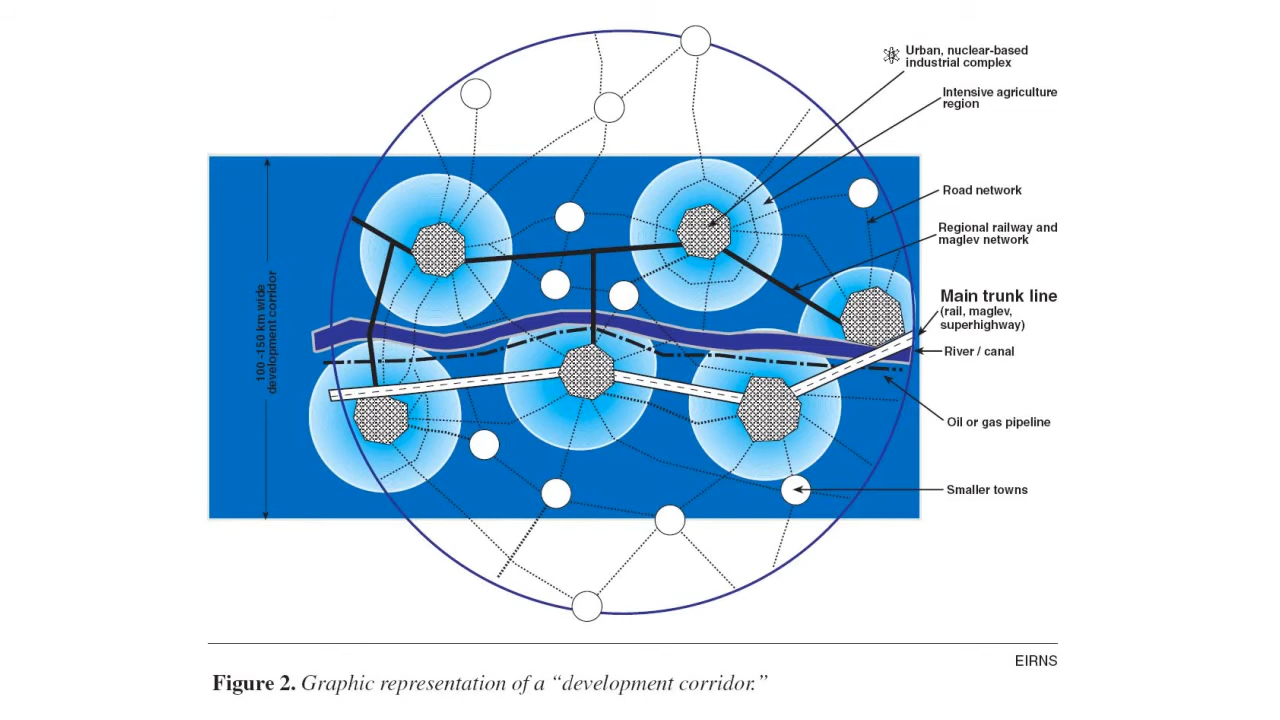 Urban, nuclear-based
industrial complex
Intensive agriculture
region
Road network
Regional railway and
maglev network
Main trunk line
(rail, maglev,
superhighway)
River / canal
Oil or gas pipeline
Smaller towns
100 -150 km wide
development corridor
EIRNS
Figure 2. Graphic representation of a “development corridor.”